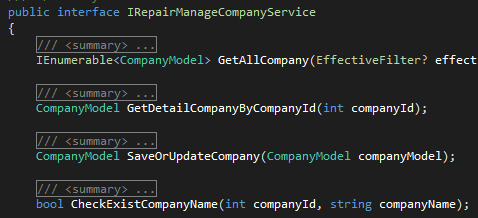 public interface IRepairManageCompanyService
{
/// <summary> ...
IEnumerable<CompanyModel> GetAllCompany(EffectiveFilter? effect
/// <summary> ...
CompanyModel GetDetailCompanyByCompanyId(int companyId);
/// <summary> ...
CompanyModel SaveOrUpdateCompany(CompanyModel companyModel);
/// <summary> ...
bool CheckExistCompanyName(int companyId, string companyName);